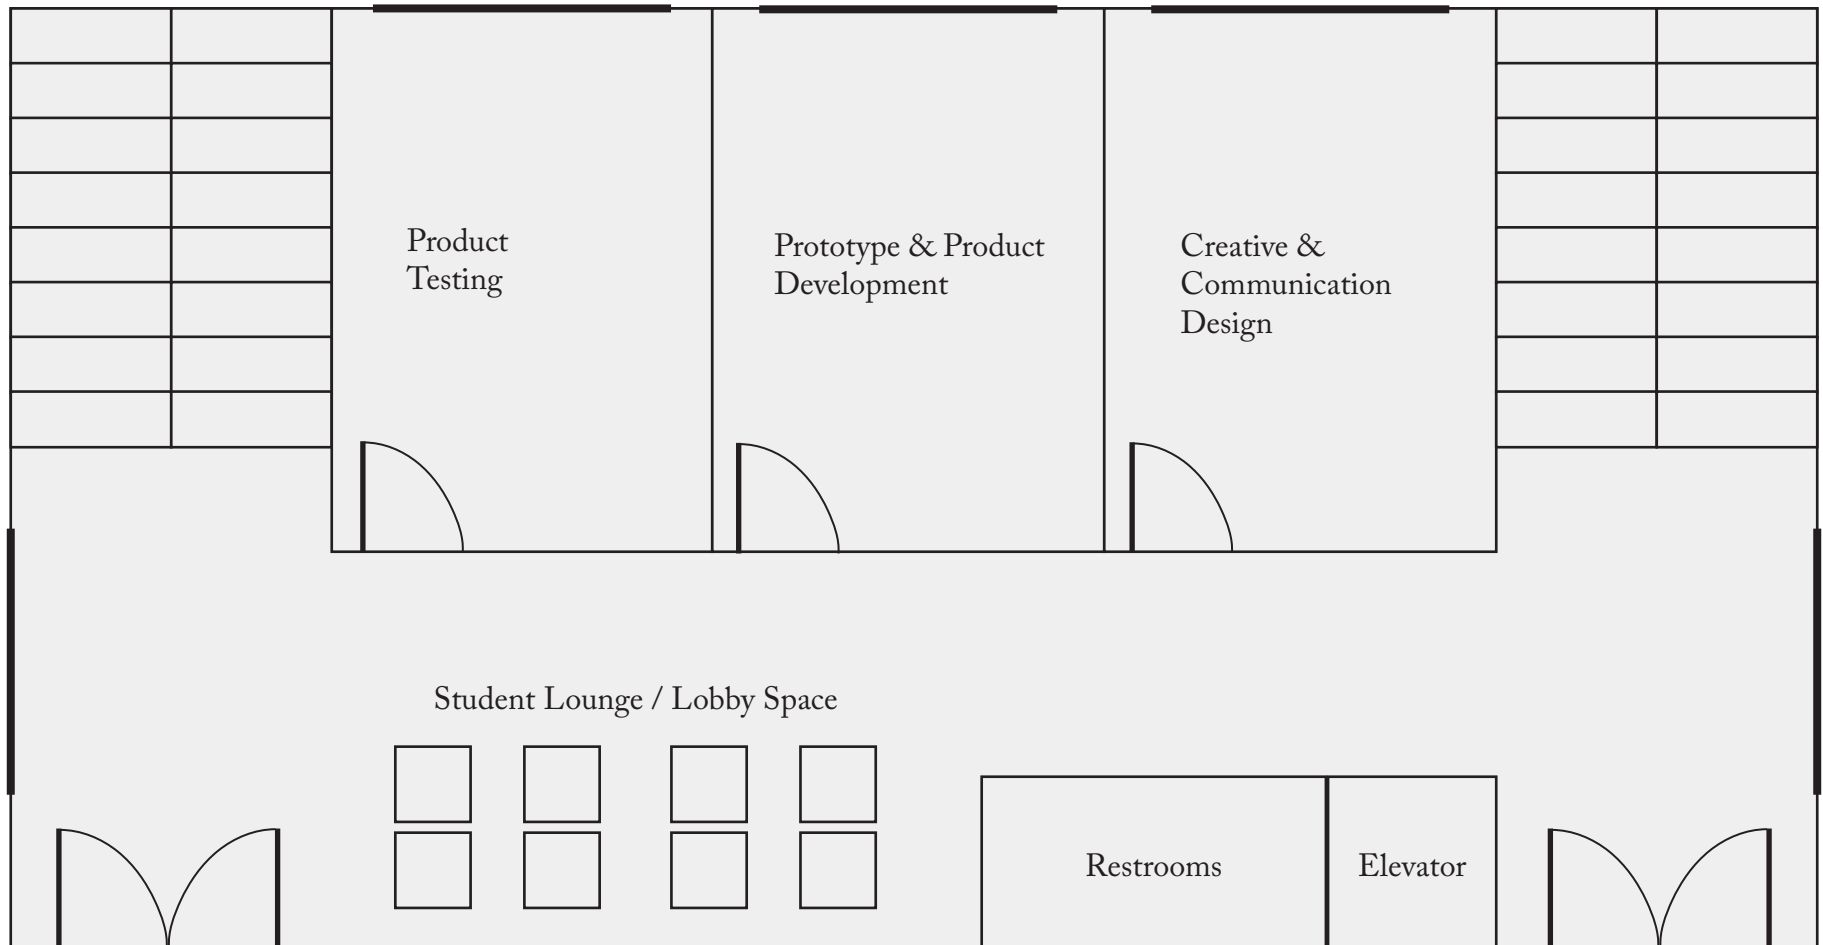 Product
Testing
Prototype & Product
Development
Creative &
Communication
Design
Student Lounge / Lobby Space
Restrooms
Elevator